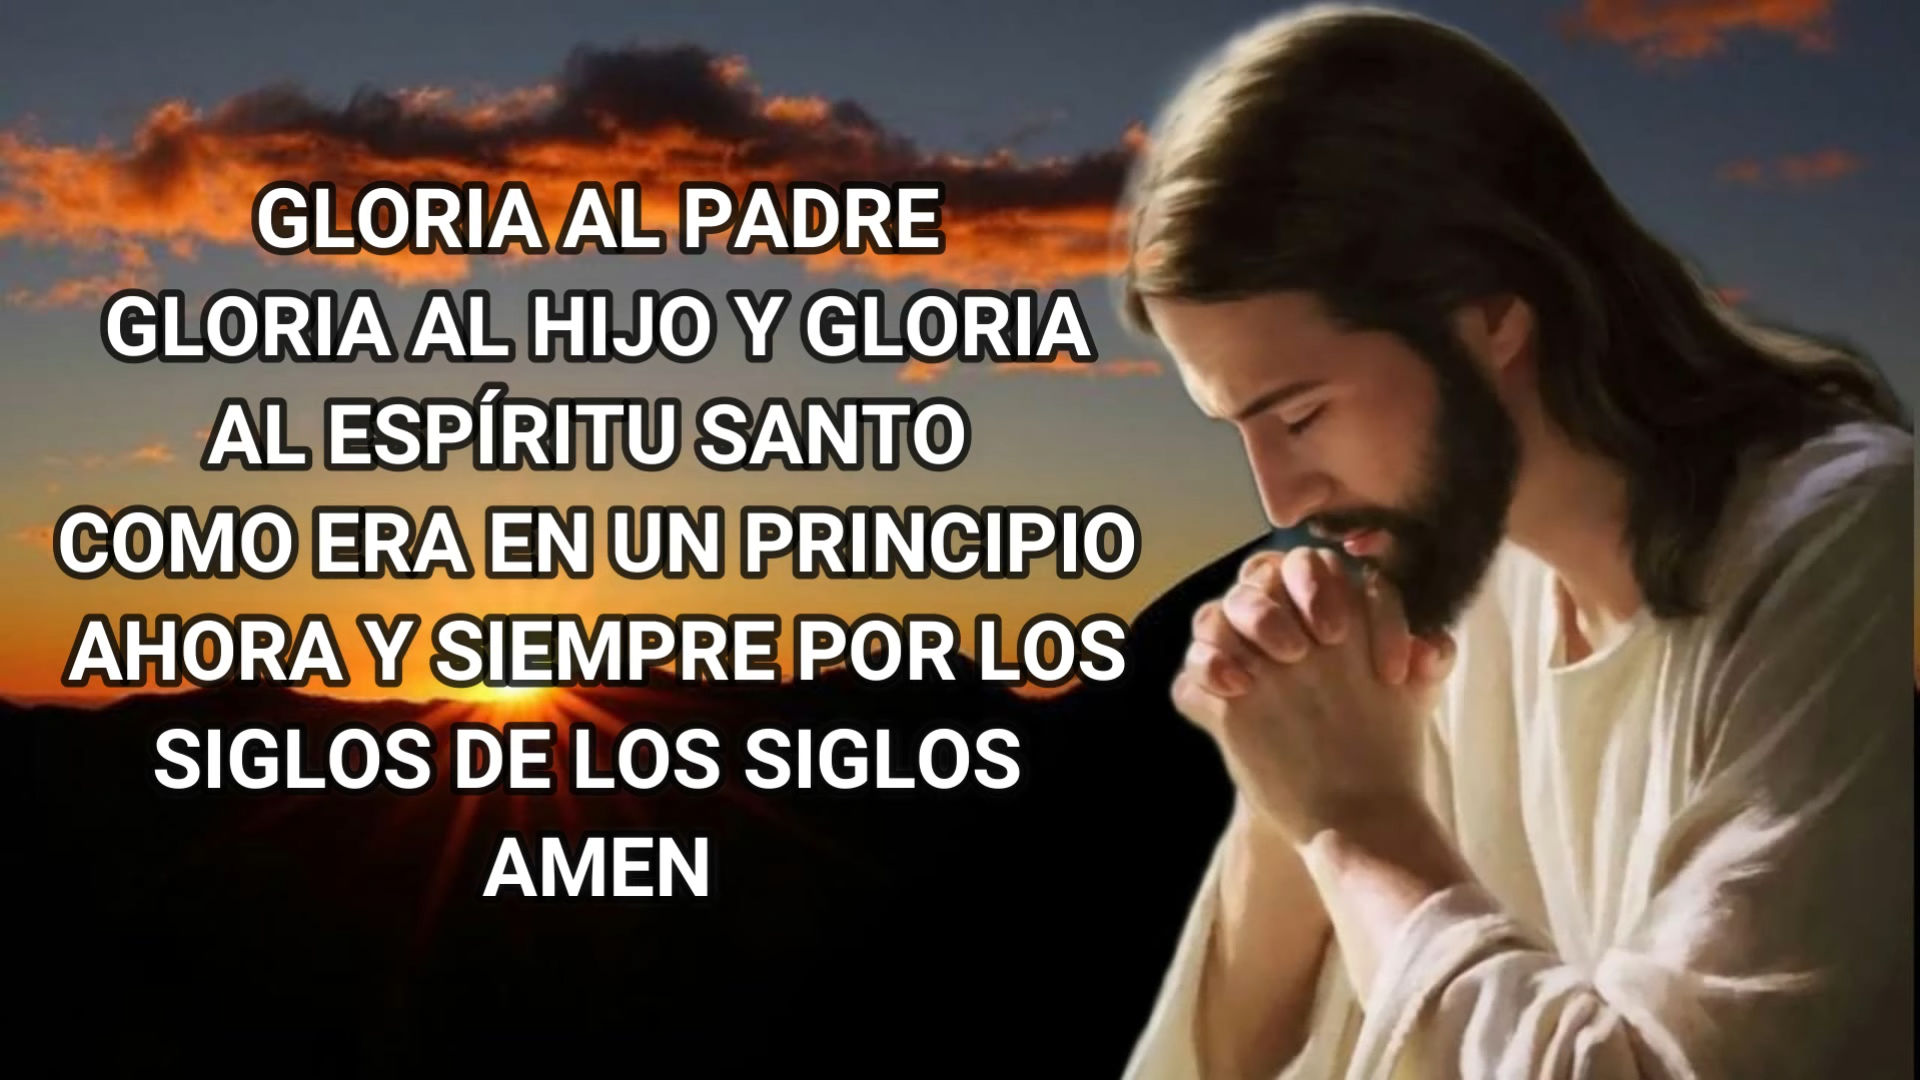 GLORIA AL PADRE
GLORIA AL HIJO Y GLORIA
AL ESPÍRITU SANTO
COMO ERA EN UN PRINCIPIO
AHORA Y SIEMPRE POR LOS
SIGLOS DE LOS SIGLOS
AMEN